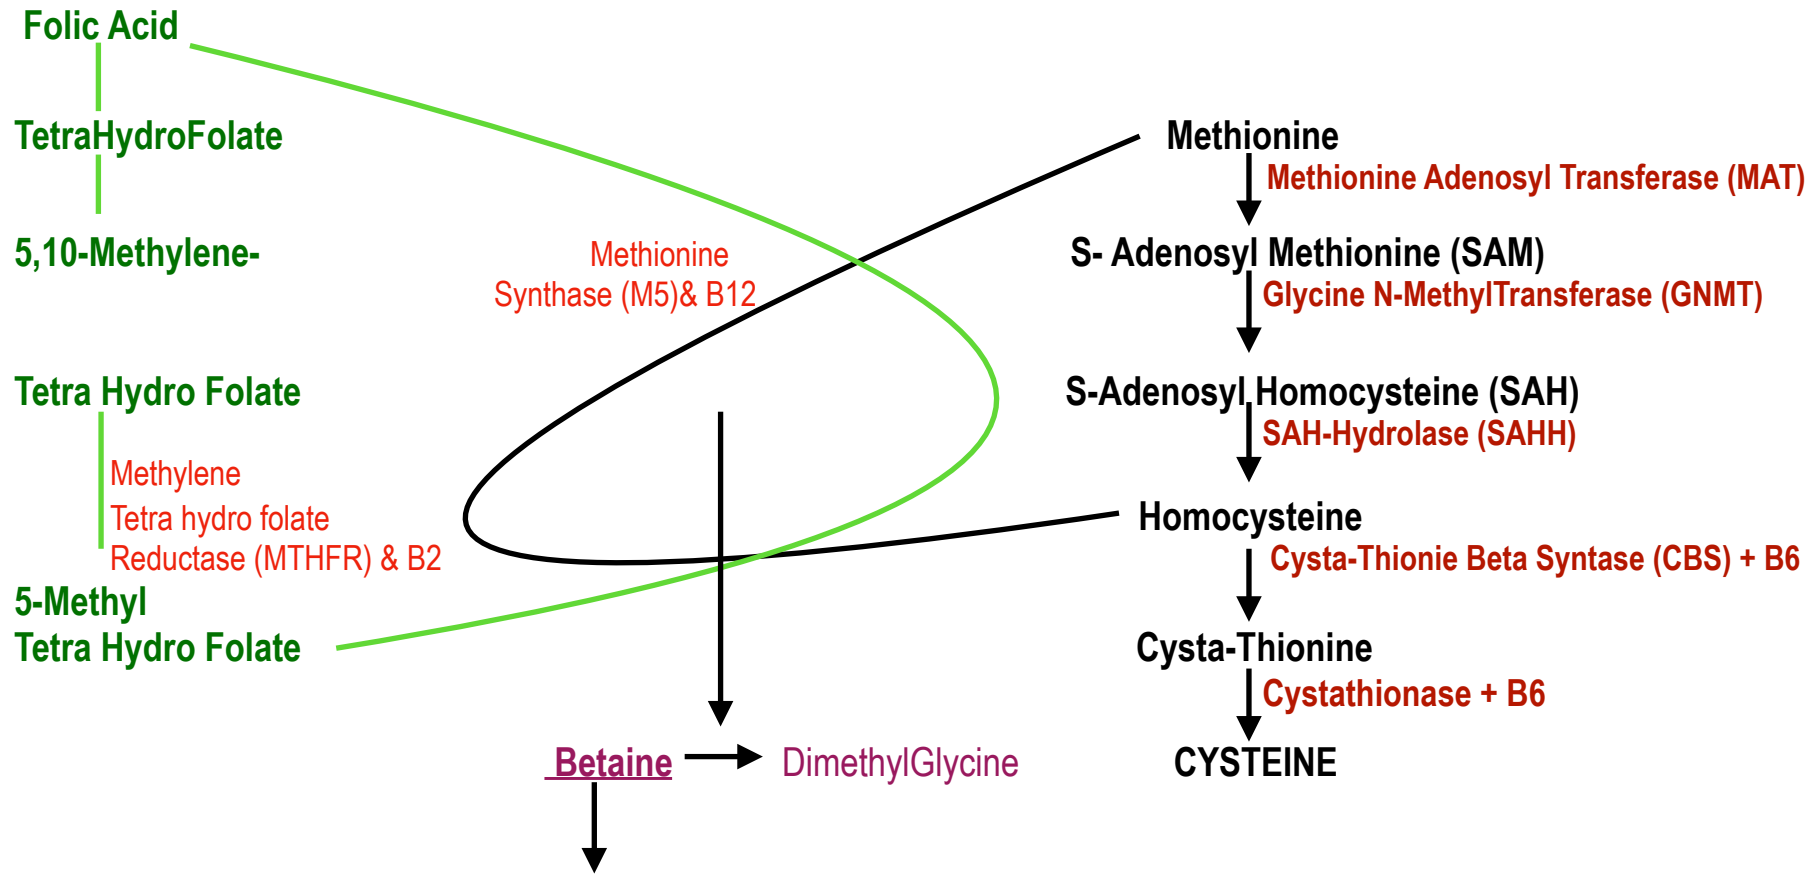 Folic Acid
TetraHydroFolate
5,10-Methylene-
Tetra Hydro Folate
Methylene
Tetra hydro folate
Reductase (MTHFR) & B2
5-Methyl
Tetra Hydro Folate
Methionine
Synthase (M5)& B12
Betaine
DimethylGlycine
Methionine
Methionine Adenosyl Transferase (MAT)
S- Adenosyl Methionine (SAM)
Glycine N-MethylTransferase (GNMT)
S-Adenosyl Homocysteine (SAH)
SAH-Hydrolase (SAHH)
Homocysteine
Cysta-Thionie Beta Syntase (CBS) + B6
Cysta-Thionine
Cystathionase + B6
CYSTEINE